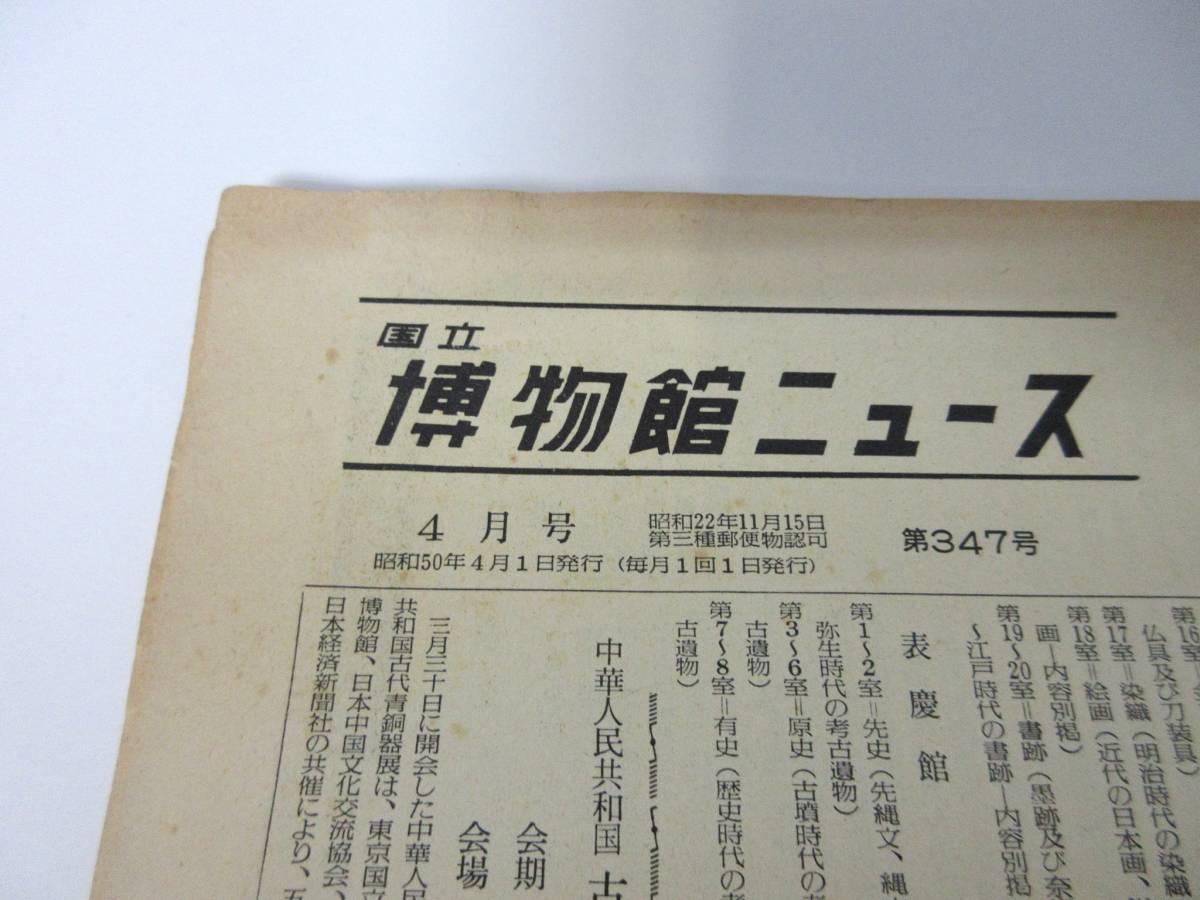 国立
博物館ニュース
4月号
昭和22年11月15日
第三種郵便物認可
第347号
昭和50年4月1日発行（毎月1回1日発行）
第16室
仏具及び刀装具）
第17室＝染織（明治時代の染織
第18室＝絵画（近代の日本画、
画―内容別掲）
第19〜20室＝書跡（墨跡及び奈
〜江戸時代の書跡―内容別掲
表慶館
第1〜2室＝先史（先縄文、縄
弥生時代の考古遺物）
第3〜6室＝原史（古墳時代の考
古遺物）
第7〜8室＝有史（歴史時代の考
古遺物）
中華人民共和国 古
会期
会場
三月三十日に開会した中華人民
共和国古代青銅器展は、東京国立
博物館、日本中国文化交流協会、
日本経済新聞社の共催により、五